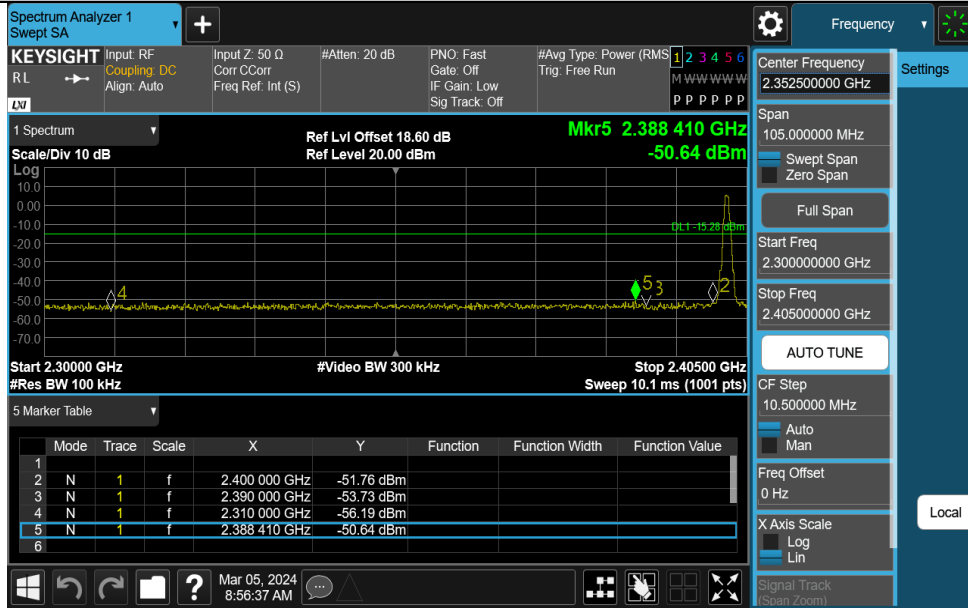 Spectrum Analyzer 1
Swept SA
Frequency
KEYSIGHT
Input: RF
Coupling: DC
Align: Auto
Input Z: 50 Ω
Corr CCorr
Freq Ref: Int (S)
#Atten: 20 dB
PNO: Fast
Gate: Off
IF Gain: Low
Sig Track: Off
#Avg Type: Power (RMS
Trig: Free Run
1 2 3 4 5 6
M W W W W W
P P P P P P
R L
LXI
1 Spectrum
Scale/Div 10 dB
Ref Lvl Offset 18.60 dB
Ref Level 20.00 dBm
Mkr5 2.388 410 GHz
-50.64 dBm
Log
10.0
0.00
-10.0
-20.0
-30.0
-40.0
-50.0
-60.0
-70.0
DL1 -15.28 dBm
4
5
3
2
Start 2.30000 GHz
#Res BW 100 kHz
#Video BW 300 kHz
Stop 2.40500 GHz
Sweep 10.1 ms (1001 pts)
5 Marker Table
Mode Trace Scale X Y Function Function Width Function Value
1
2 N 1 f 2.400 000 GHz -51.76 dBm
3 N 1 f 2.390 000 GHz -53.73 dBm
4 N 1 f 2.310 000 GHz -56.19 dBm
5 N 1 f 2.388 410 GHz -50.64 dBm
6
Mar 05, 2024
8:56:37 AM
?
Center Frequency
2.352500000 GHz
Span
105.000000 MHz
Swept Span
Zero Span
Full Span
Start Freq
2.300000000 GHz
Stop Freq
2.405000000 GHz
AUTO TUNE
CF Step
10.500000 MHz
Auto
Man
Freq Offset
0 Hz
X Axis Scale
Log
Lin
Signal Track
(Span Zoom)
Settings
Local